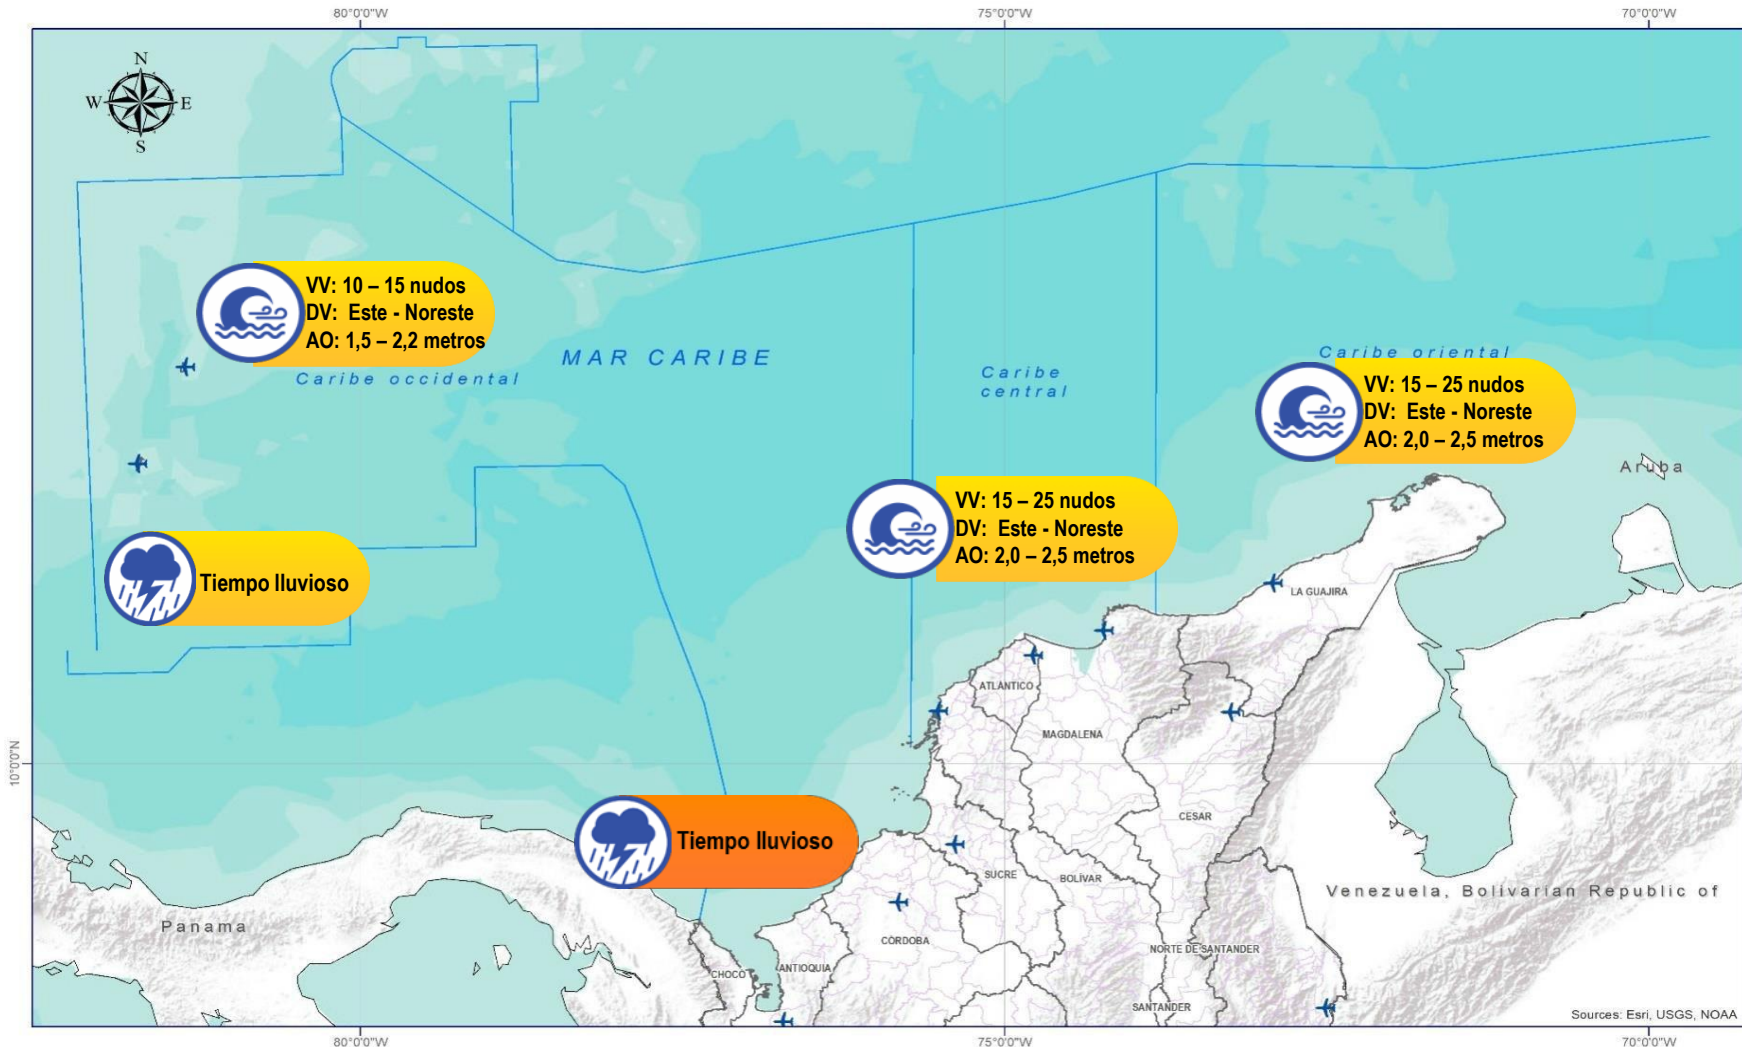 80°0'0"W
75°0'0"W
70°0'0"W
N
W
E
S
VV: 10 – 15 nudos
DV: Este - Noreste
AO: 1,5 – 2,2 metros
MAR CARIBE
Caribe occidental
Caribe
central
Caribe oriental
VV: 15 – 25 nudos
DV: Este - Noreste
AO: 2,0 – 2,5 metros
Aruba
VV: 15 – 25 nudos
DV: Este - Noreste
AO: 2,0 – 2,5 metros
Tiempo lluvioso
LA GUAJIRA
ATLÁNTICO
MAGDALENA
10°0'0"N
CESAR
Tiempo lluvioso
SUCRE
BOLÍVAR
Venezuela, Bolivarian Republic of
Panama
CÓRDOBA
NORTE DE SANTANDER
CHOCÓ
ANTIOQUIA
SANTANDER
Sources: Esri, USGS, NOAA
80°0'0"W
75°0'0"W
70°0'0"W